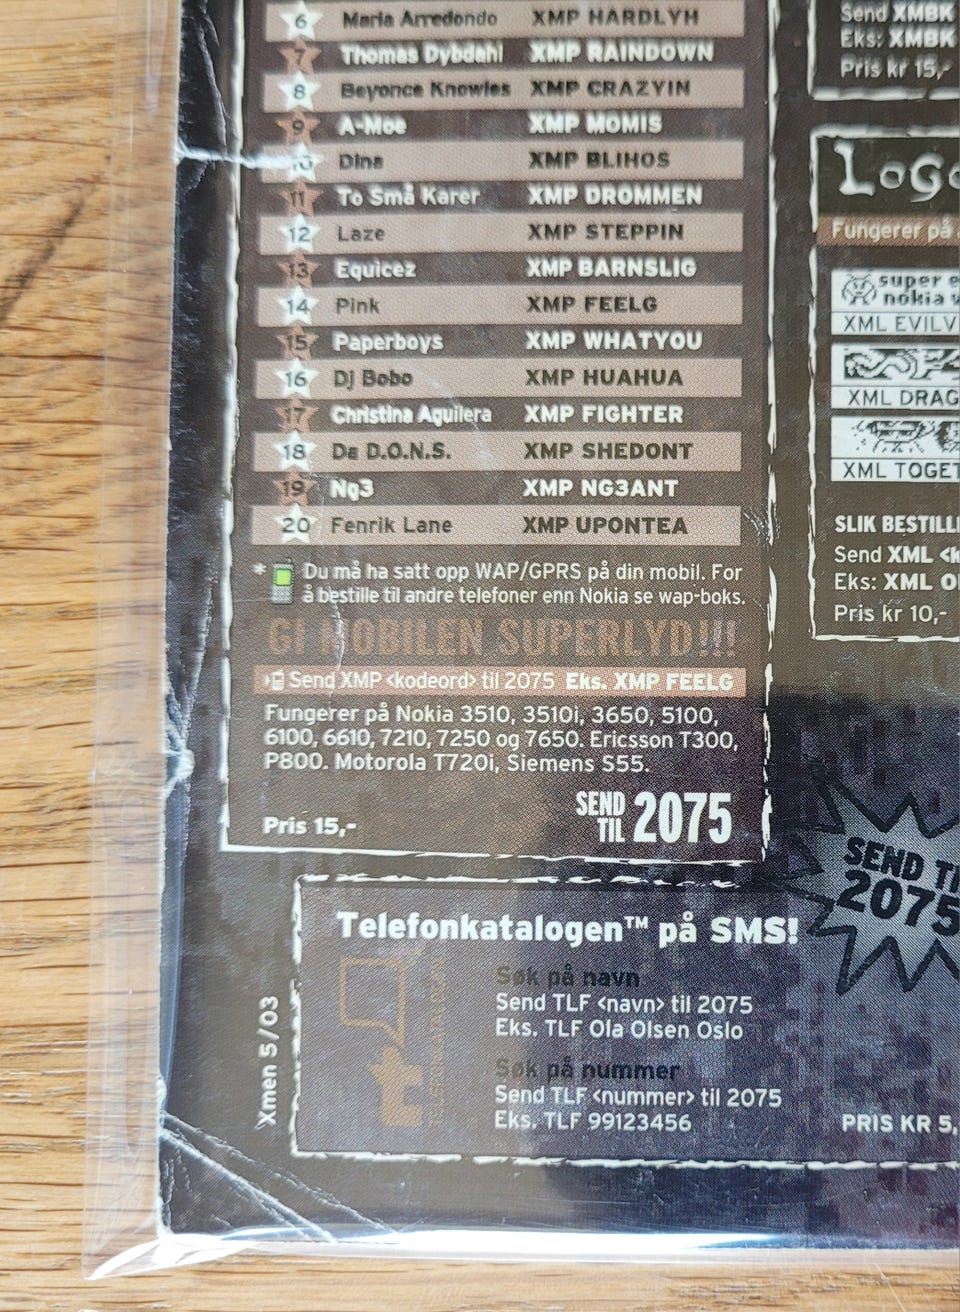 6 Maria Arredondo XMP HARDLYH
7 Thomas Dybdahl XMP RAINDOWN
8 Beyonce Knowles XMP CRAZYIN
9 A-Moe XMP MOMIS
10 Dina XMP BLIHOS
11 To Små Karer XMP DROMMEN
12 Laze XMP STEPPIN
13 Equicez XMP BARNSLIG
14 Pink XMP FEELG
15 Paperboys XMP WHATYOU
16 Dj Bobo XMP HUAHUA
17 Christina Aguilera XMP FIGHTER
18 Da D.O.N.S. XMP SHEDONT
19 Ng3 XMP NG3ANT
20 Fenrik Lane XMP UPONTEA
* Du må ha satt opp WAP/GPRS på din mobil. For
å bestille til andre telefoner enn Nokia se wap-boks.
GI MOBILEN SUPERLYD!!!
Send XMP <kodeord> til 2075 Eks. XMP FEELG
Fungerer på Nokia 3510, 3510i, 3650, 5100,
6100, 6610, 7210, 7250 og 7650. Ericsson T300,
P800. Motorola T720i, Siemens S55.
Pris 15,-
SEND
TIL 2075
Send XMBK
Eks: XMBK
Pris kr 15,-
Fungerer på
super
nokia
XML EVILV
XML DRAG
XML TOGET
SLIK BESTILL
Send XML
Eks: XML
Pris kr 10,-
SEND
2075
Telefonkatalogen™ på SMS!
TELEFONKATALOGEN
Søk på navn
Send TLF <navn> til 2075
Eks. TLF Ola Olsen Oslo
Søk på nummer
Send TLF <nummer> til 2075
Eks. TLF 99123456
PRIS KR 5,
Xmen 5/03